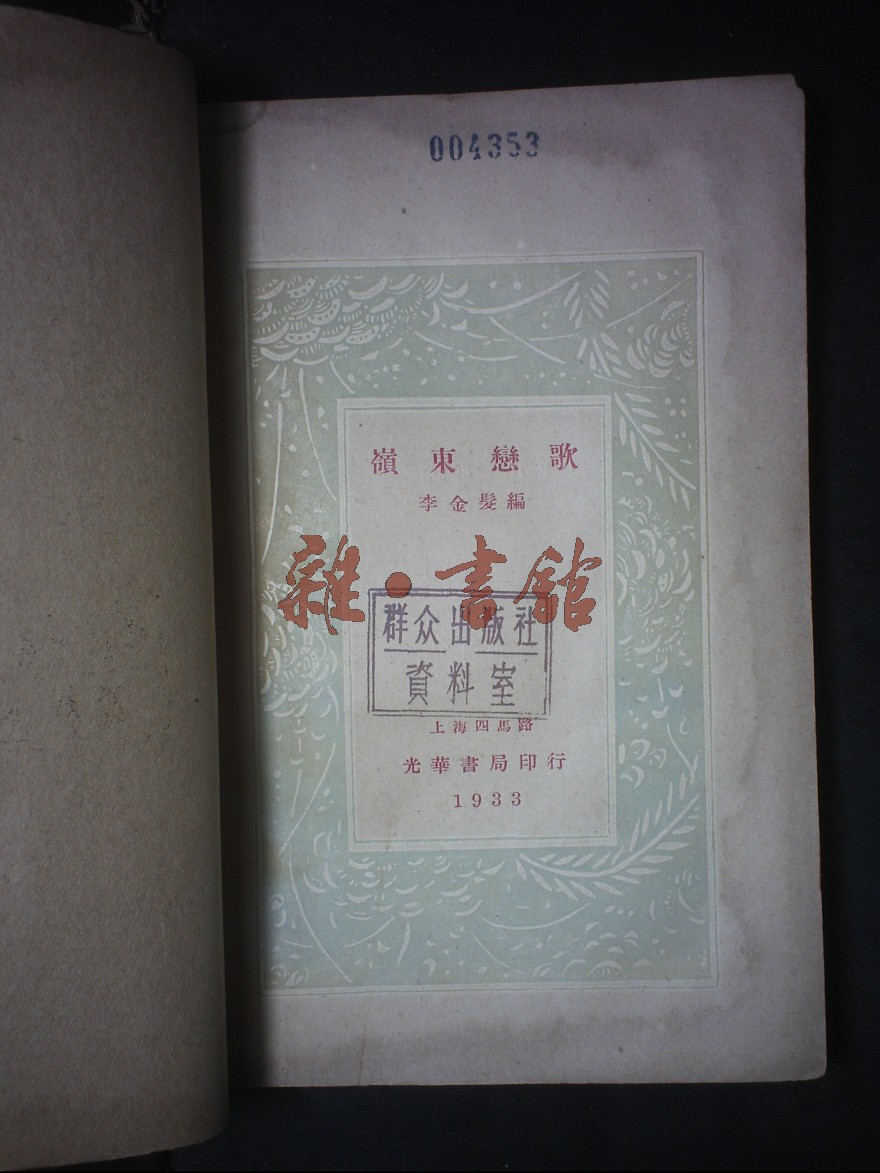 004353
嶺東戀歌
李金髮編
雜·書館
群众出版社
資料室
上海四馬路
光華書局印行
1933